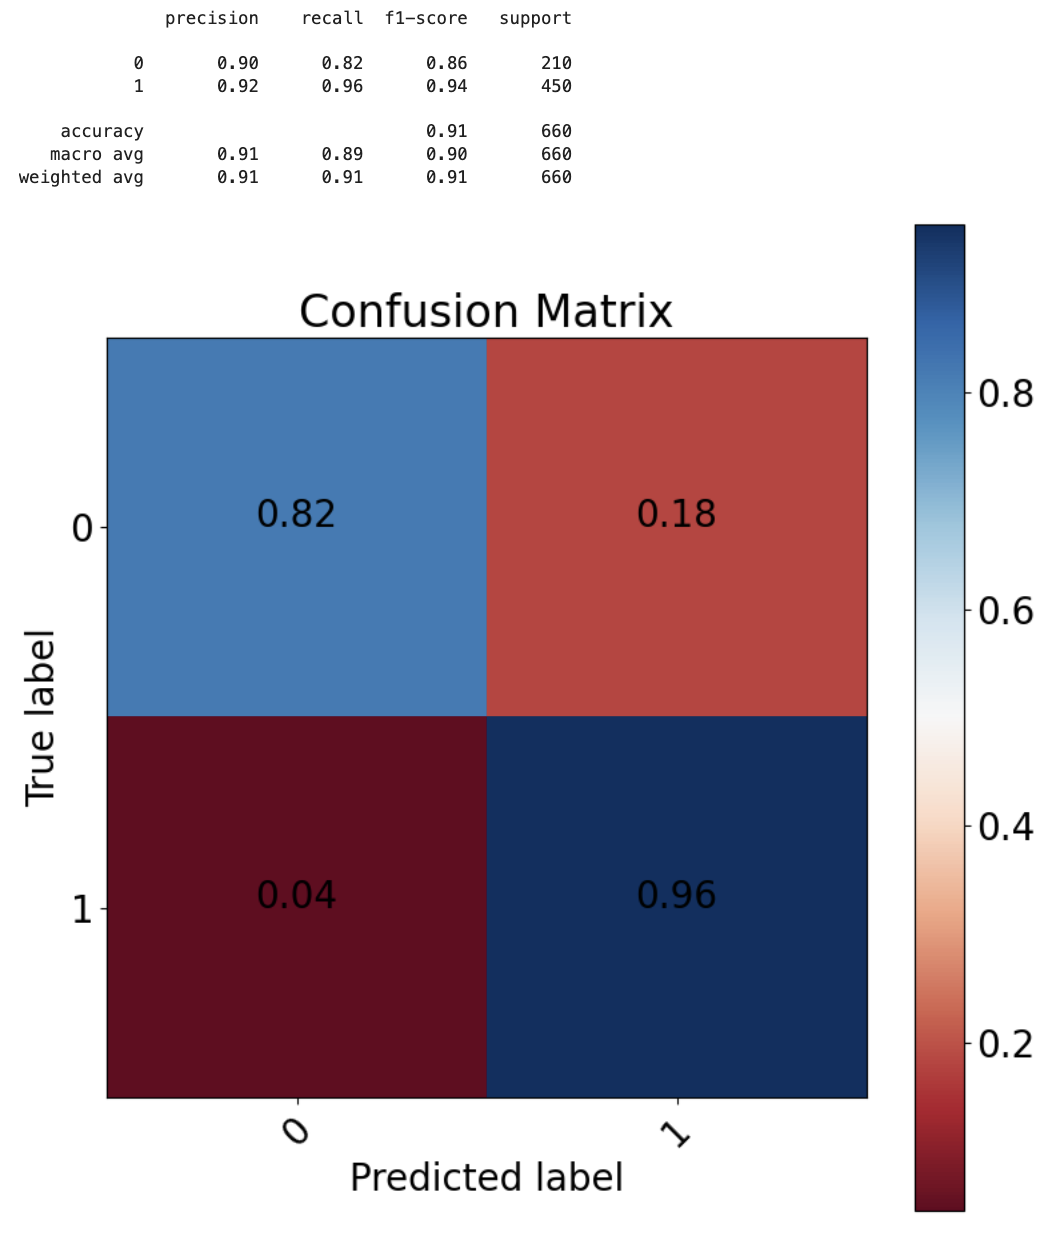 precision recall f1-score support
0 0.90 0.82 0.86 210
1 0.92 0.96 0.94 450
accuracy 0.91 660
macro avg 0.91 0.89 0.90 660
weighted avg 0.91 0.91 0.91 660
Confusion Matrix
0.82 0.18
0.04 0.96
0
1
True label
0 1
Predicted label
0.8
0.6
0.4
0.2